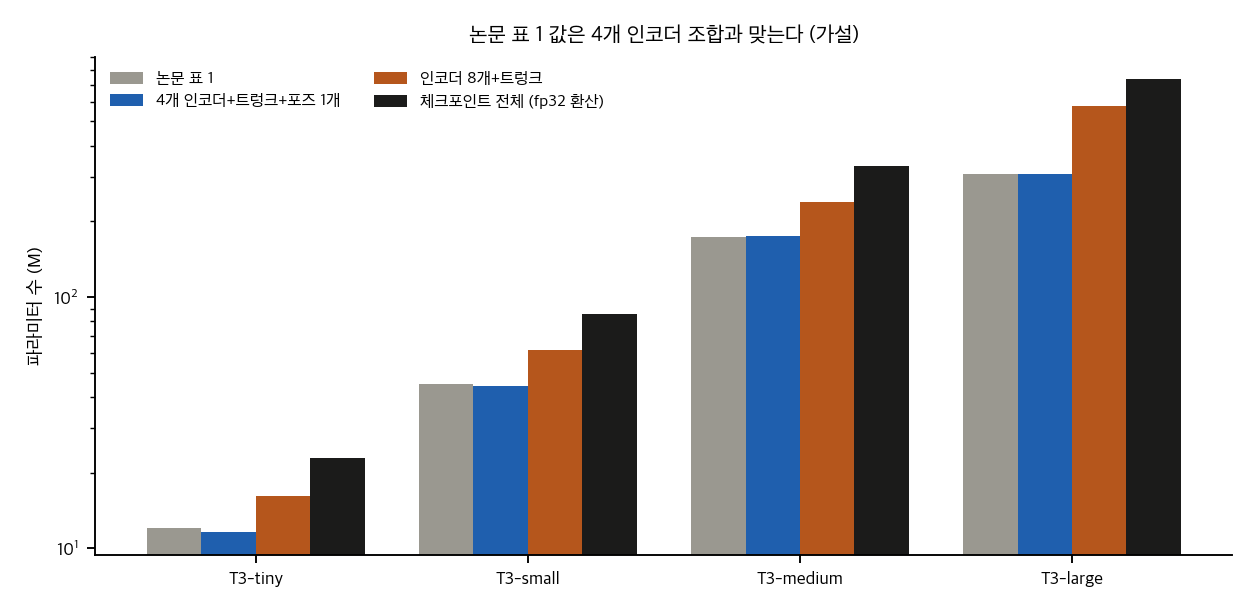 논문 표 1 값은 4개 인코더 조합과 맞는다 (가설)
논문 표 1
4개 인코더+트렁크+포즈 1개
인코더 8개+트렁크
체크포인트 전체 (fp32 환산)
파라미터 수 (M)
10²
10¹
T3-tiny
T3-small
T3-medium
T3-large